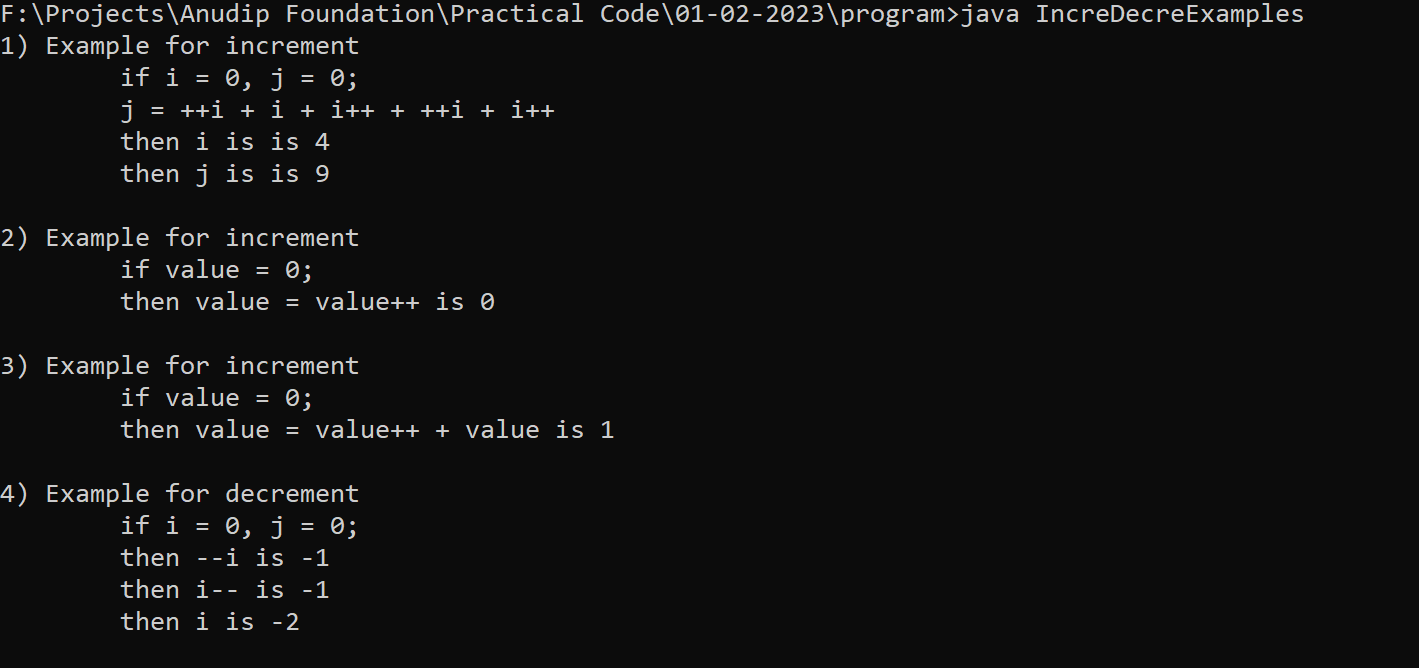 F:\Projects\Anudip Foundation\Practical Code\01-02-2023\program>java IncreDecreExamples
1) Example for increment
if i = 0, j = 0;
j = ++i + i + i++ + ++i + i++
then i is is 4
then j is is 9
2) Example for increment
if value = 0;
then value = value++ is 0
3) Example for increment
if value = 0;
then value = value++ + value is 1
4) Example for decrement
if i = 0, j = 0;
then --i is -1
then i-- is -1
then i is -2